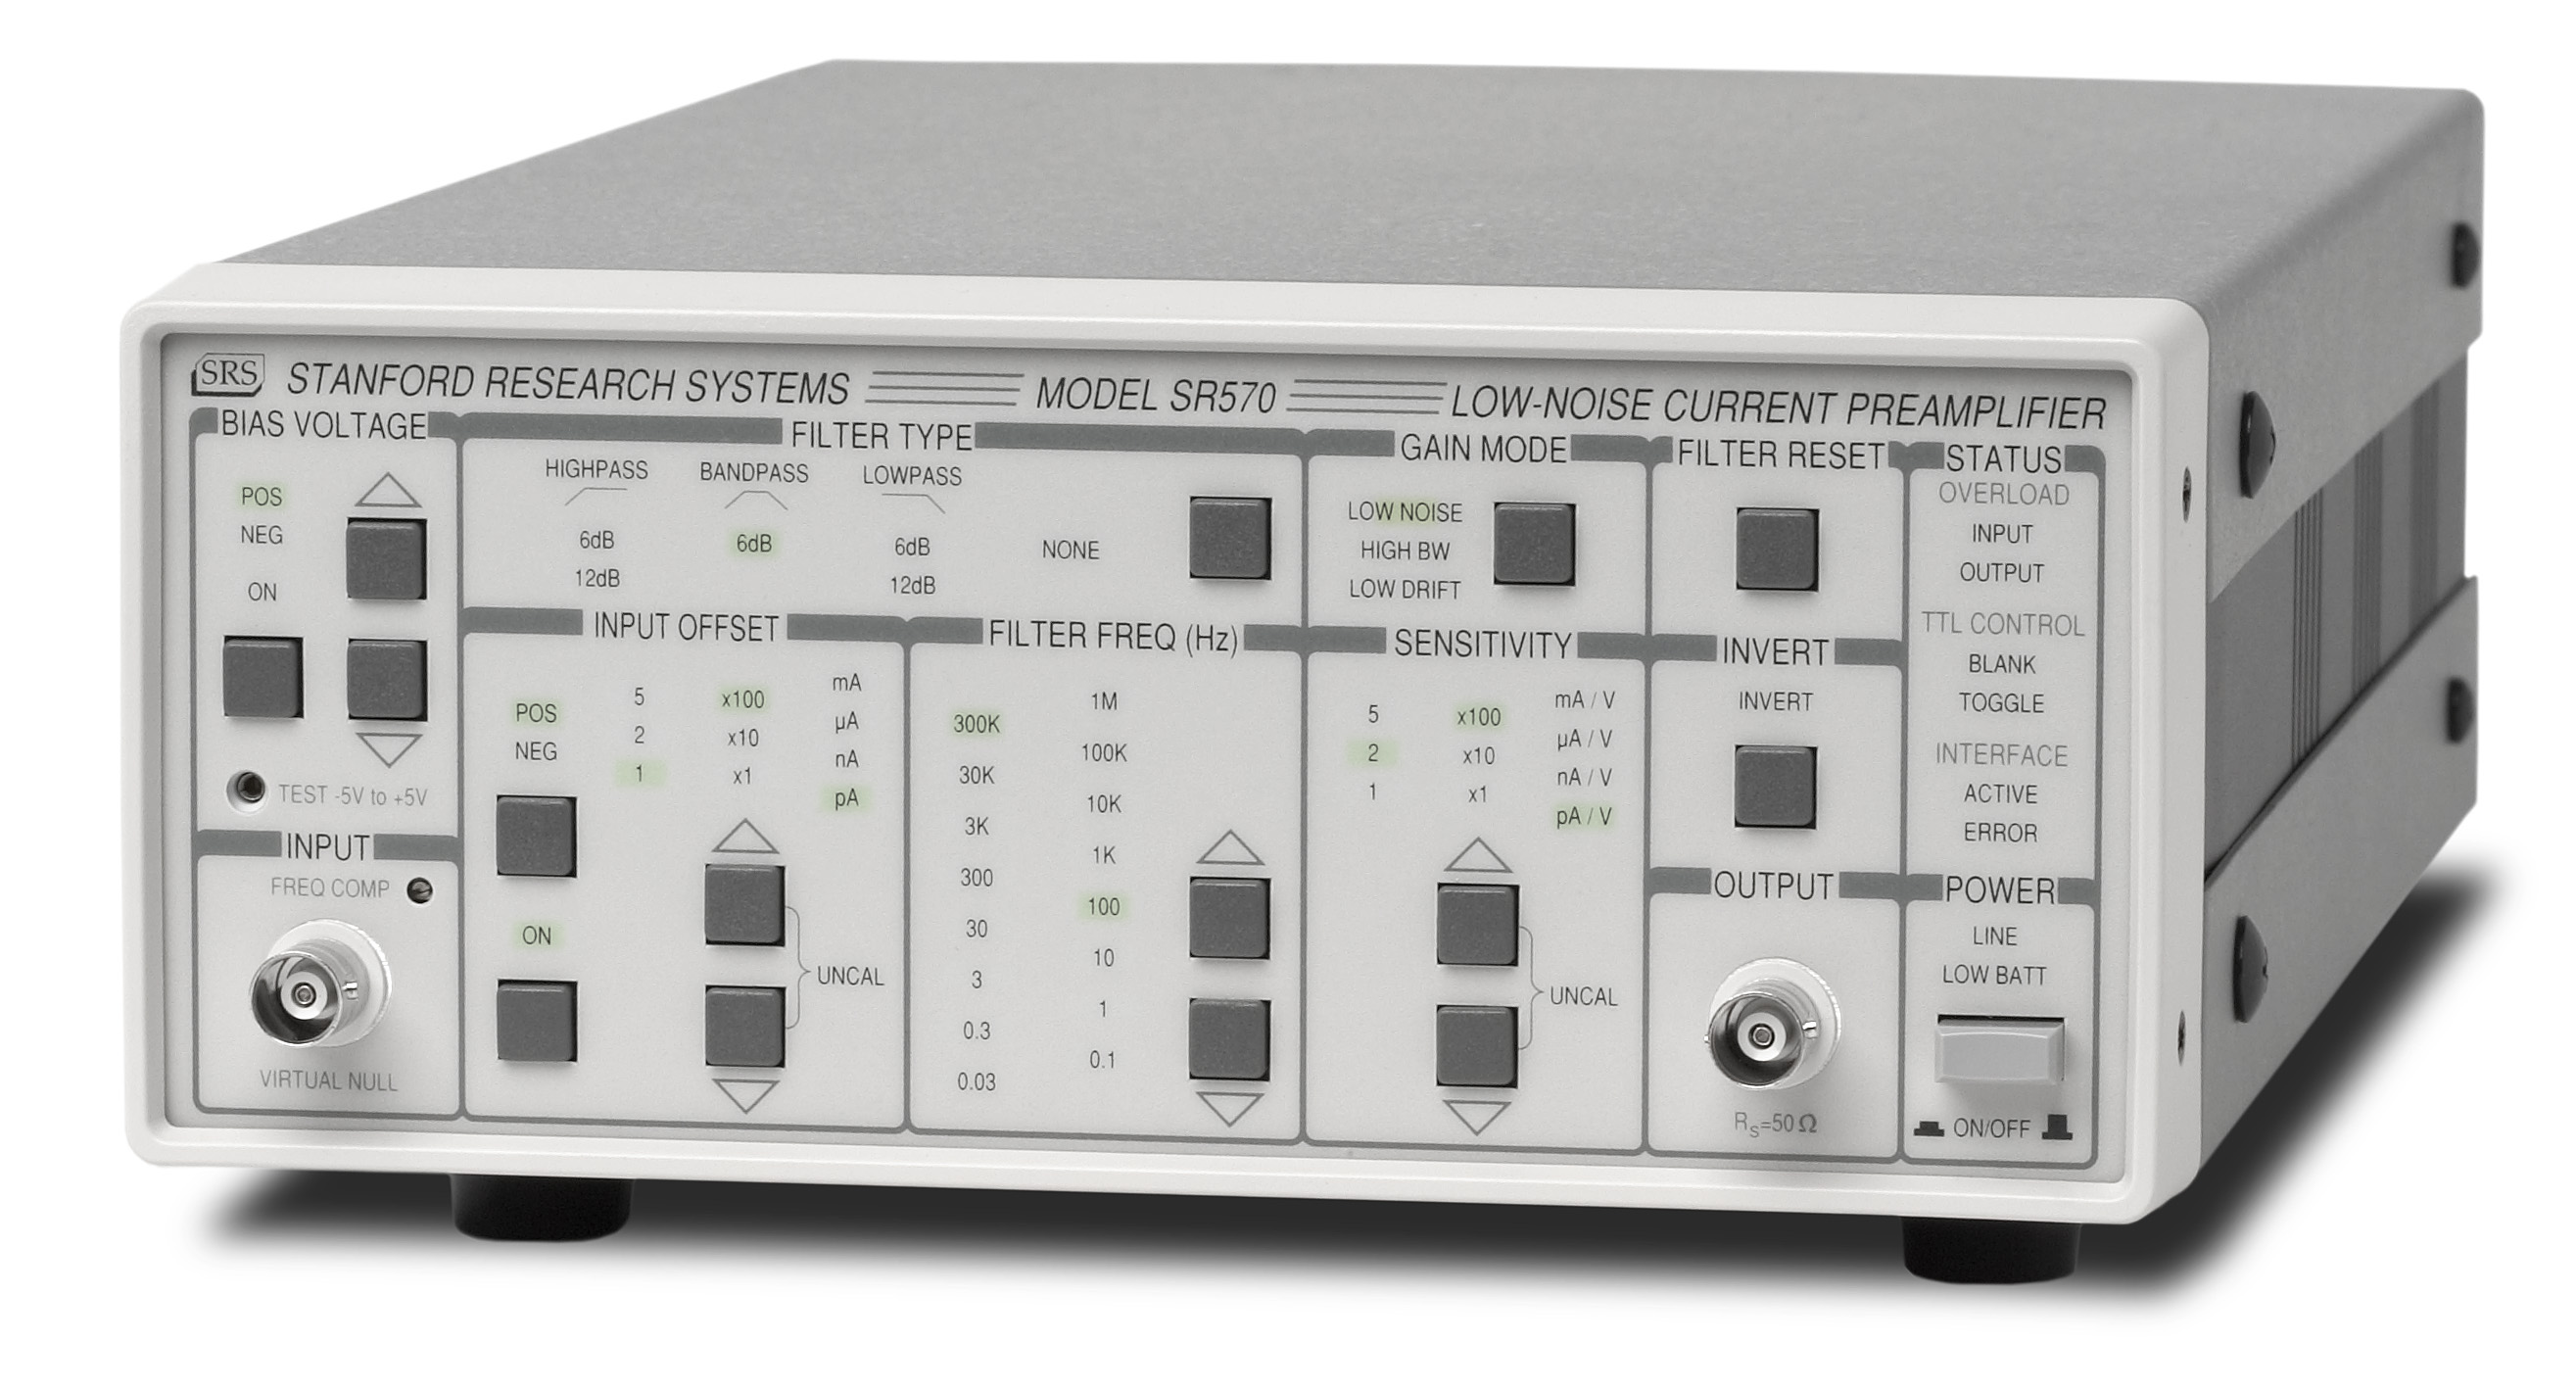 SRS STANFORD RESEARCH SYSTEMS MODEL SR570 LOW-NOISE CURRENT PREAMPLIFIER
BIAS VOLTAGE
POS
NEG
ON
TEST -5V to +5V
INPUT
FREQ COMP
VIRTUAL NULL
FILTER TYPE
HIGHPASS BANDPASS LOWPASS
6dB 6dB 6dB NONE
12dB 12dB
INPUT OFFSET
POS
NEG
ON
5 x100 mA
2 x10 µA
1 x1 nA
pA
UNCAL
FILTER FREQ (Hz)
1M
300K
100K
30K
10K
3K
1K
300
100
30
10
3
1
0.3
0.1
0.03
GAIN MODE
LOW NOISE
HIGH BW
LOW DRIFT
SENSITIVITY
5 x100 mA / V
2 x10 µA / V
1 x1 nA / V
pA / V
UNCAL
FILTER RESET
INVERT
INVERT
OUTPUT
RS=50 Ω
STATUS
OVERLOAD
INPUT
OUTPUT
TTL CONTROL
BLANK
TOGGLE
INTERFACE
ACTIVE
ERROR
POWER
LINE
LOW BATT
ON/OFF